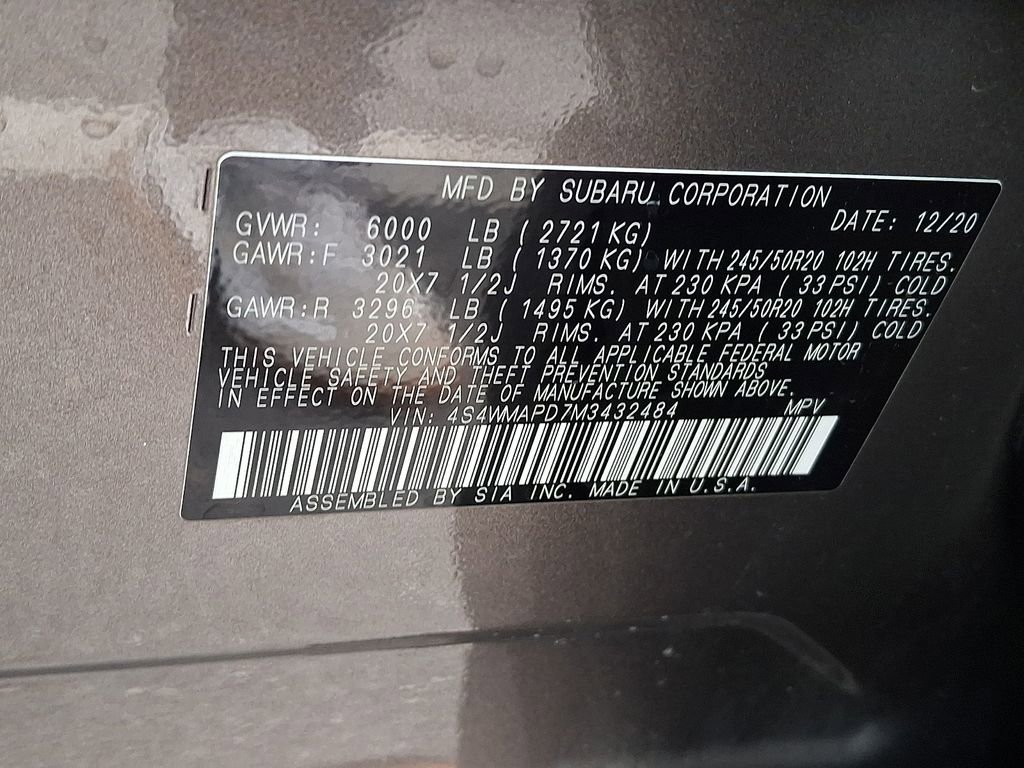 MFD BY SUBARU CORPORATION
GVWR: 6000 LB ( 2721 KG) DATE: 12/20
GAWR:F 3021 LB ( 1370 KG) WITH 245/50R20 102H TIRES.
20X7 1/2J RIMS. AT 230 KPA ( 33 PSI) COLD
GAWR:R 3296 LB ( 1495 KG) WITH 245/50R20 102H TIRES.
20X7 1/2J RIMS. AT 230 KPA ( 33 PSI) COLD
THIS VEHICLE CONFORMS TO ALL APPLICABLE FEDERAL MOTOR
VEHICLE SAFETY AND THEFT PREVENTION STANDARDS
IN EFFECT ON THE DATE OF MANUFACTURE SHOWN ABOVE.
VIN: 4S4WMAPD7M3432484 MPV
ASSEMBLED BY SIA INC. MADE IN U.S.A.